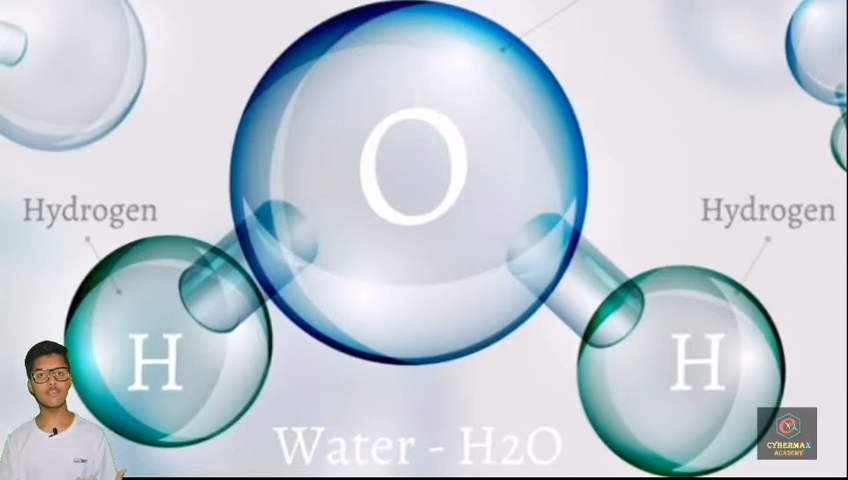 O
Hydrogen
Hydrogen
H
H
Water - H2O
CYBERMAX
ACADEMY